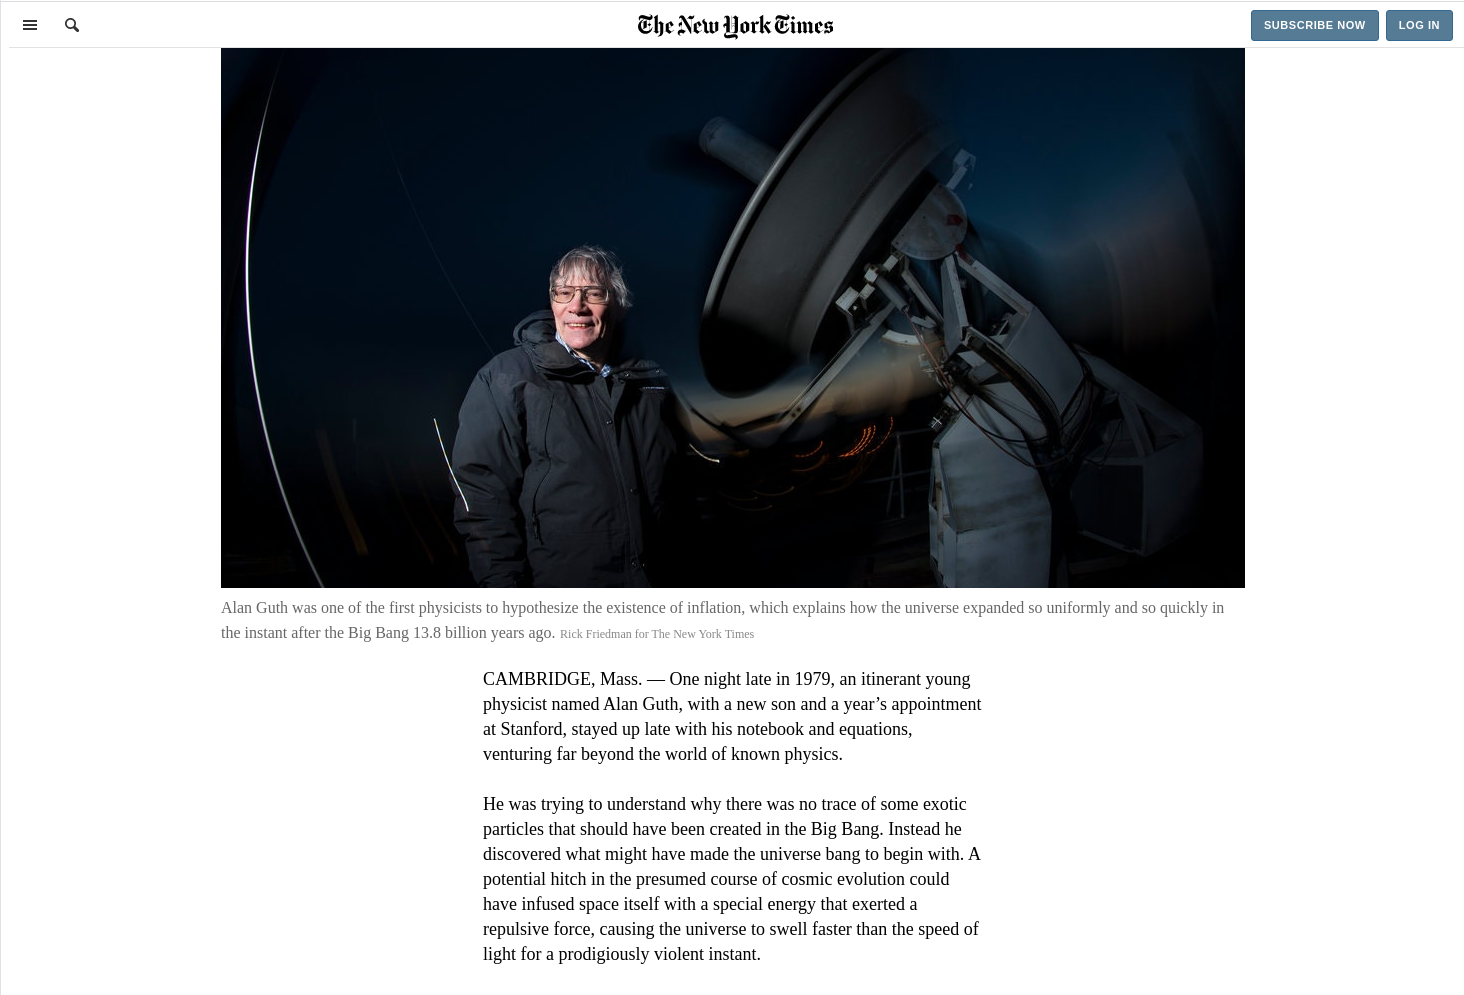 The New York Times
SUBSCRIBE NOW
LOG IN
Alan Guth was one of the first physicists to hypothesize the existence of inflation, which explains how the universe expanded so uniformly and so quickly in
the instant after the Big Bang 13.8 billion years ago. Rick Friedman for The New York Times
CAMBRIDGE, Mass. — One night late in 1979, an itinerant young
physicist named Alan Guth, with a new son and a year’s appointment
at Stanford, stayed up late with his notebook and equations,
venturing far beyond the world of known physics.
He was trying to understand why there was no trace of some exotic
particles that should have been created in the Big Bang. Instead he
discovered what might have made the universe bang to begin with. A
potential hitch in the presumed course of cosmic evolution could
have infused space itself with a special energy that exerted a
repulsive force, causing the universe to swell faster than the speed of
light for a prodigiously violent instant.